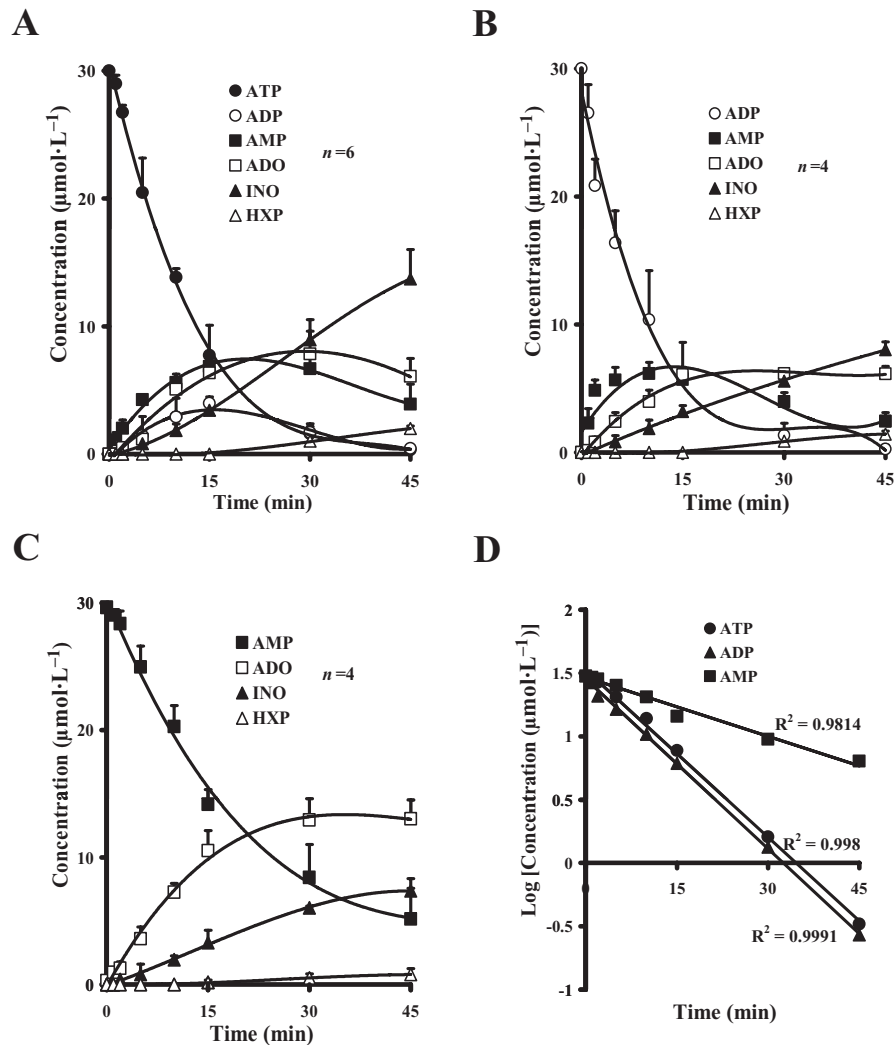 A
Concentration (µmol·L⁻¹)
30
20
10
0
ATP
ADP
AMP
ADO
INO
HXP
n=6
0 15 30 45
Time (min)
B
Concentration (µmol·L⁻¹)
30
20
10
0
ADP
AMP
ADO
INO
HXP
n=4
0 15 30 45
Time (min)
C
Concentration (µmol·L⁻¹)
30
20
10
0
AMP
ADO
INO
HXP
n=4
0 15 30 45
Time (min)
D
Log [Concentration (µmol·L⁻¹)]
2
1.5
1
0.5
0
-0.5
-1
ATP
ADP
AMP
R² = 0.9814
R² = 0.998
0 15 30 45
R² = 0.9991
Time (min)